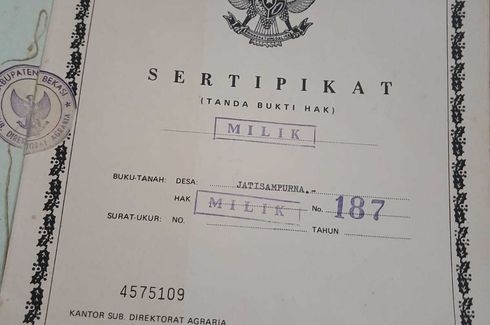 SERTIPIKAT
(TANDA BUKTI HAK)
MILIK
KABUPATEN BEKASI
DIREKTORAT AGRARIA
BUKU-TANAH: DESA: JATISAMPURNA.-
HAK MILIK No. 187
SURAT-UKUR: NO. TAHUN
4575109
KANTOR SUB. DIREKTORAT AGRARIA